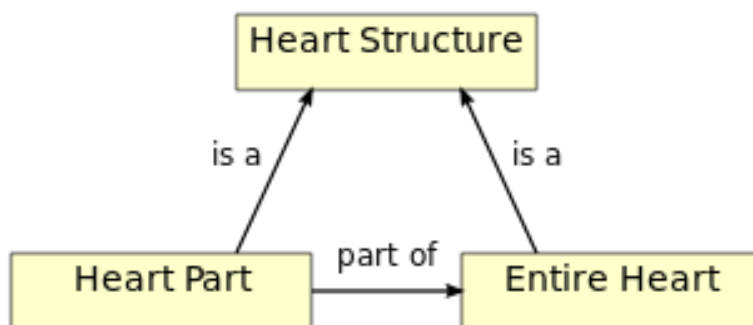 Heart Structure
is a
is a
part of
Heart Part
Entire Heart